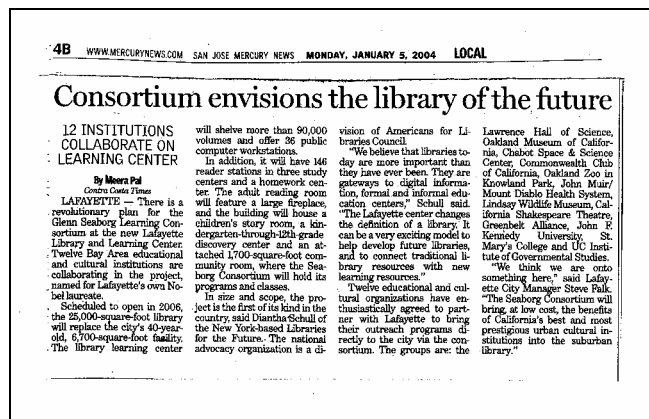 4B WWW.MERCURYNEWS.COM SAN JOSE MERCURY NEWS MONDAY, JANUARY 5, 2004 LOCAL
Consortium envisions the library of the future
12 INSTITUTIONS
COLLABORATE ON
LEARNING CENTER
By Meera Pal
Contra Costa Times
LAFAYETTE — There is a
revolutionary plan for the
Glenn Seaborg Learning Con-
sortium at the new Lafayette
Library and Learning Center.
Twelve Bay Area educational
and cultural institutions are
collaborating in the project,
named for Lafayette's own No-
bel laureate.
Scheduled to open in 2006,
the 25,000-square-foot library
will replace the city's 40-year-
old, 6,700-square-foot facility.
The library learning center
will shelve more than 90,000
volumes and offer 36 public
computer workstations.
In addition, it will have 146
reader stations in three study
centers and a homework cen-
ter. The adult reading room
will feature a large fireplace,
and the building will house a
children's story room, a kin-
dergarten-through-12th-grade
discovery center and an at-
tached 1,700-square-foot com-
munity room, where the Sea-
borg Consortium will hold its
programs and classes.
In size and scope, the pro-
ject is the first of its kind in the
country, said Diantha Schull of
the New York-based Libraries
for the Future. The national
advocacy organization is a di-
vision of Americans for Li-
braries Council.
"We believe that libraries to-
day are more important than
they have ever been. They are
gateways to digital informa-
tion, formal and informal edu-
cation centers," Schull said.
"The Lafayette center changes
the definition of a library. It
can be a very exciting model to
help develop future libraries,
and to connect traditional li-
brary resources with new
learning resources."
Twelve educational and cul-
tural organizations have en-
thusiastically agreed to part-
ner with Lafayette to bring
their outreach programs di-
rectly to the city via the con-
sortium. The groups are: the
Lawrence Hall of Science,
Oakland Museum of Califor-
nia, Chabot Space & Science
Center, Commonwealth Club
of California, Oakland Zoo in
Knowland Park, John Muir/
Mount Diablo Health System,
Lindsay Wildlife Museum, Cal-
ifornia Shakespeare Theatre,
Greenbelt Alliance, John F.
Kennedy University, St.
Mary's College and UC Insti-
tute of Governmental Studies.
"We think we are onto
something here," said Lafay-
ette City Manager Steve Falk.
"The Seaborg Consortium will
bring, at low cost, the benefits
of California's best and most
prestigious urban cultural in-
stitutions into the suburban
library."